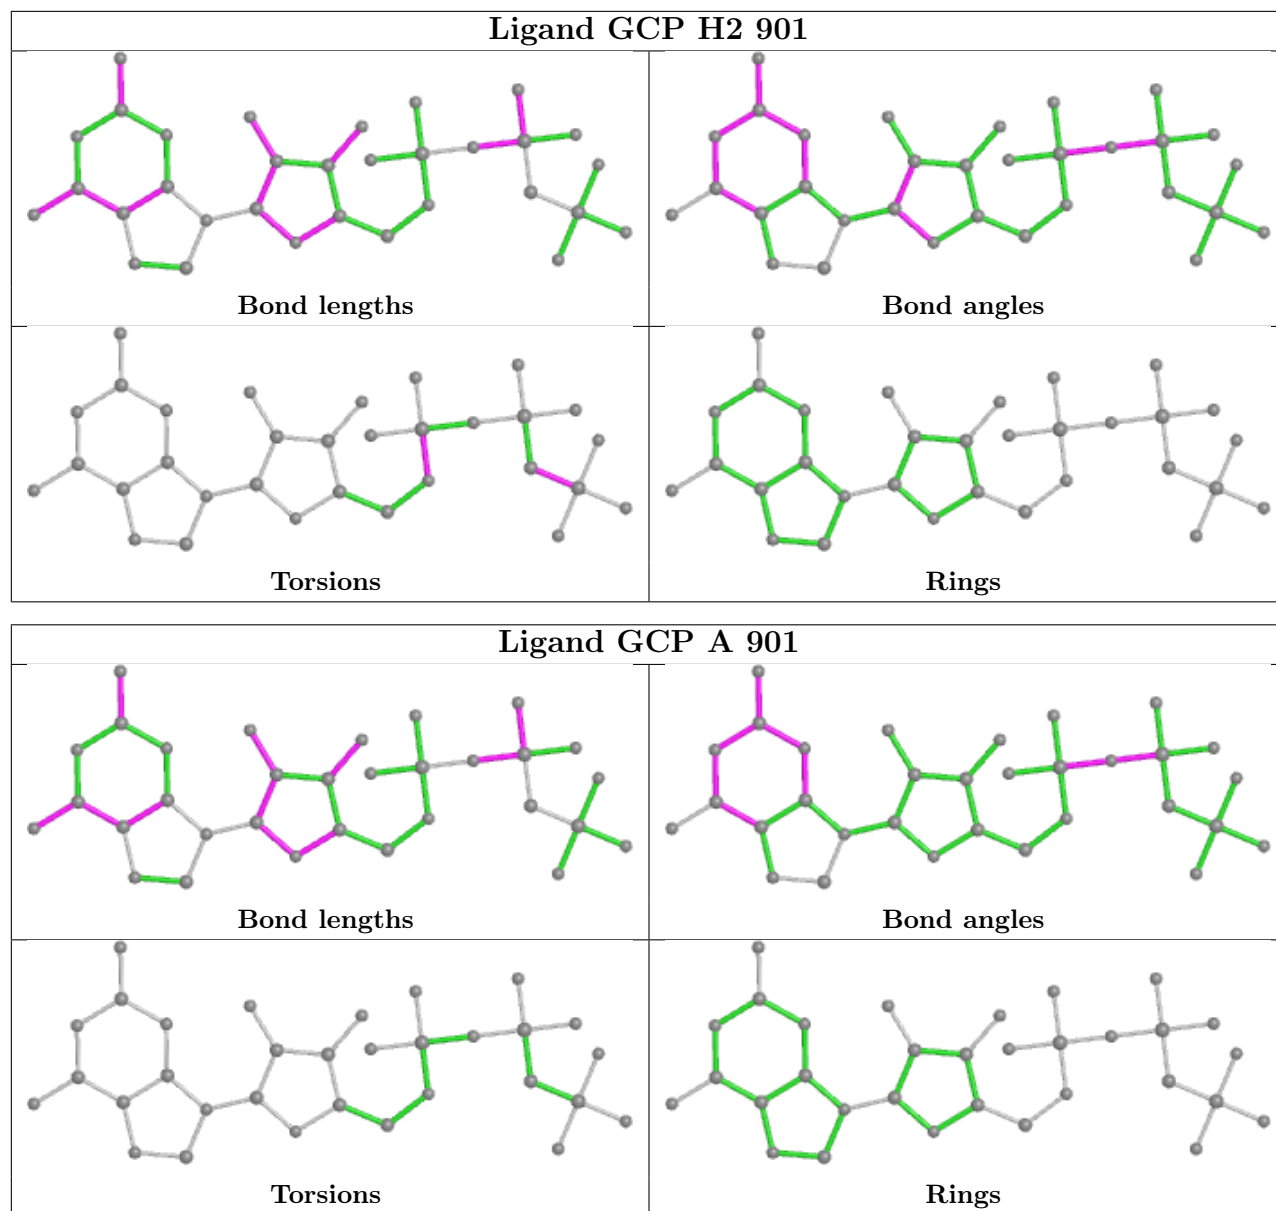 Ligand GCP H2 901
Bond lengths
Bond angles
Torsions
Rings
Ligand GCP A 901
Bond lengths
Bond angles
Torsions
Rings